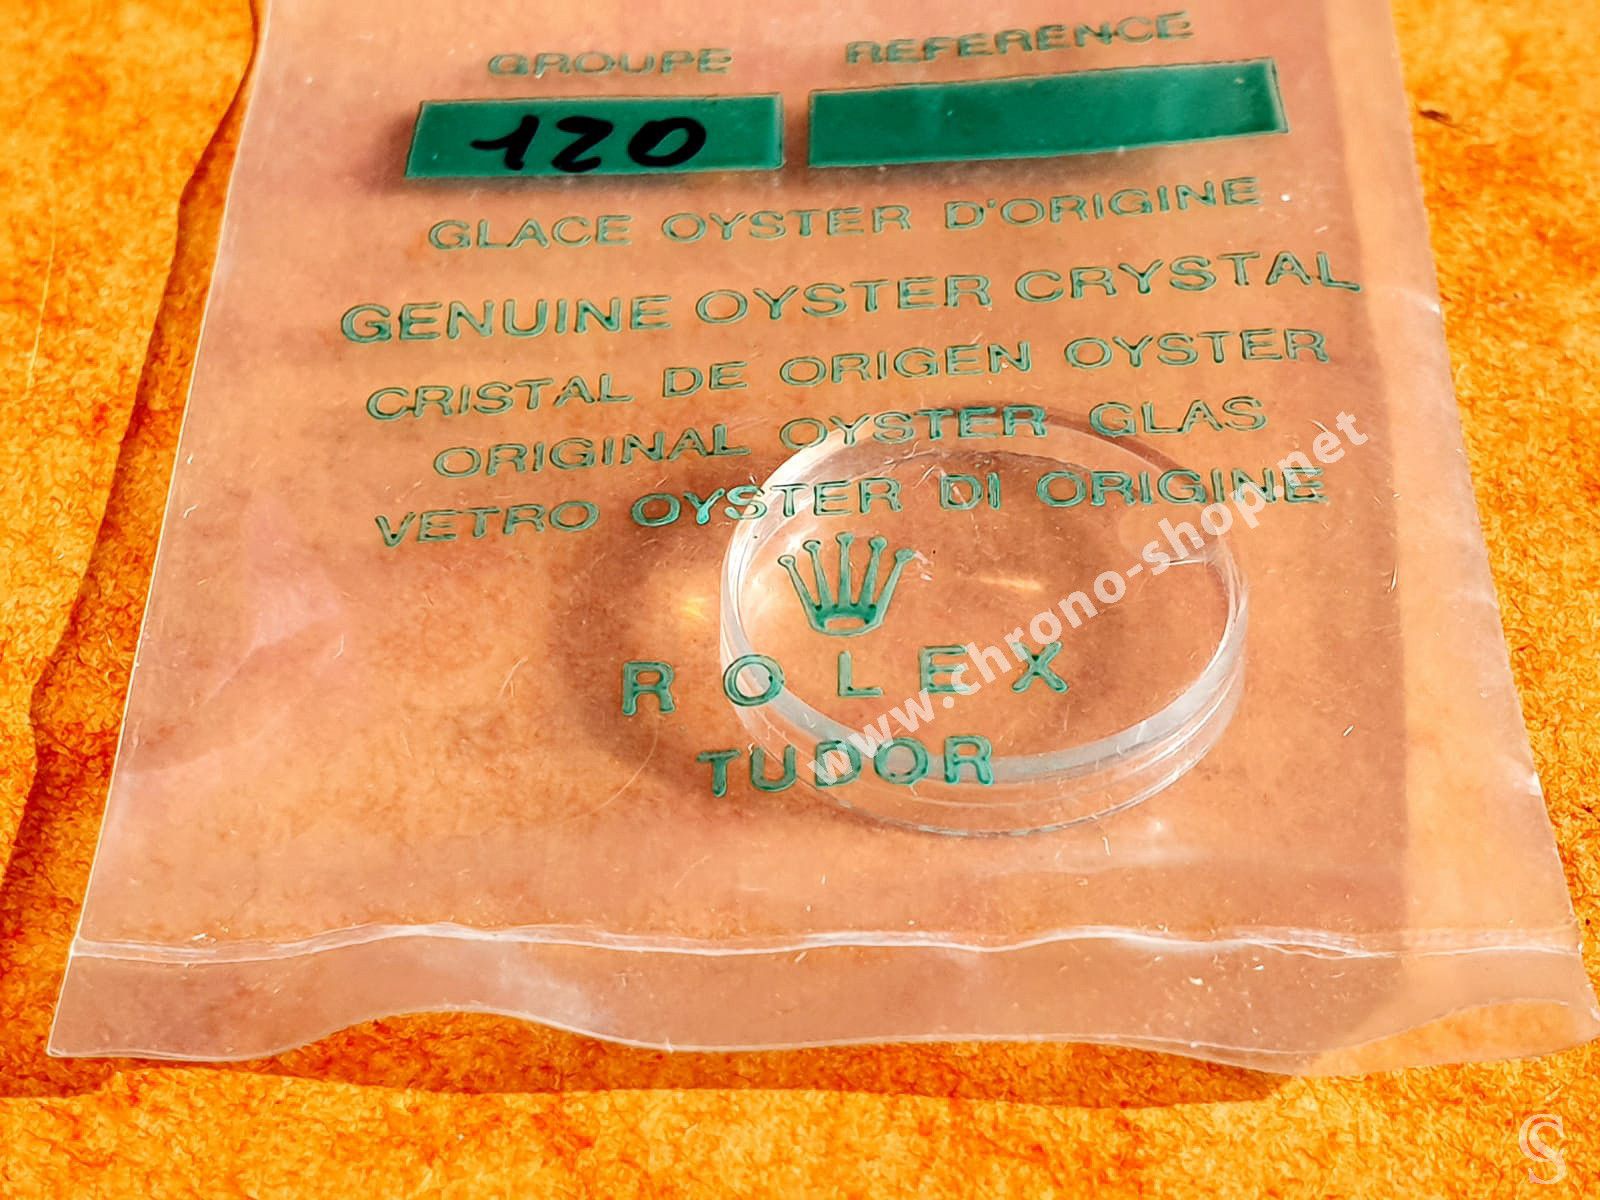 GROUPE REFERENCE
120
GLACE OYSTER D'ORIGINE
GENUINE OYSTER CRYSTAL
CRISTAL DE ORIGEN OYSTER
ORIGINAL OYSTER GLAS
VETRO OYSTER DI ORIGINE
ROLEX
TUDOR
www.chrono-shop.net
CS